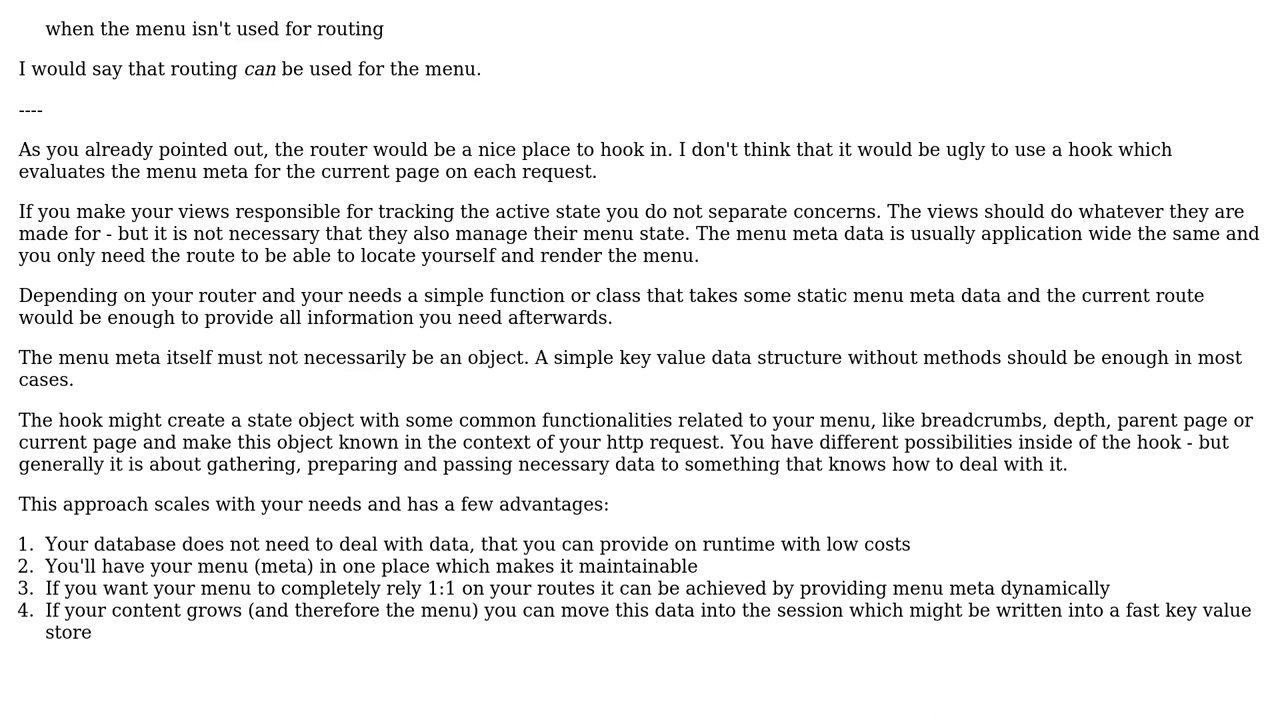 when the menu isn't used for routing
I would say that routing can be used for the menu.
----
As you already pointed out, the router would be a nice place to hook in. I don't think that it would be ugly to use a hook which
evaluates the menu meta for the current page on each request.
If you make your views responsible for tracking the active state you do not separate concerns. The views should do whatever they are
made for - but it is not necessary that they also manage their menu state. The menu meta data is usually application wide the same and
you only need the route to be able to locate yourself and render the menu.
Depending on your router and your needs a simple function or class that takes some static menu meta data and the current route
would be enough to provide all information you need afterwards.
The menu meta itself must not necessarily be an object. A simple key value data structure without methods should be enough in most
cases.
The hook might create a state object with some common functionalities related to your menu, like breadcrumbs, depth, parent page or
current page and make this object known in the context of your http request. You have different possibilities inside of the hook - but
generally it is about gathering, preparing and passing necessary data to something that knows how to deal with it.
This approach scales with your needs and has a few advantages:
1. Your database does not need to deal with data, that you can provide on runtime with low costs
2. You'll have your menu (meta) in one place which makes it maintainable
3. If you want your menu to completely rely 1:1 on your routes it can be achieved by providing menu meta dynamically
4. If your content grows (and therefore the menu) you can move this data into the session which might be written into a fast key value
store